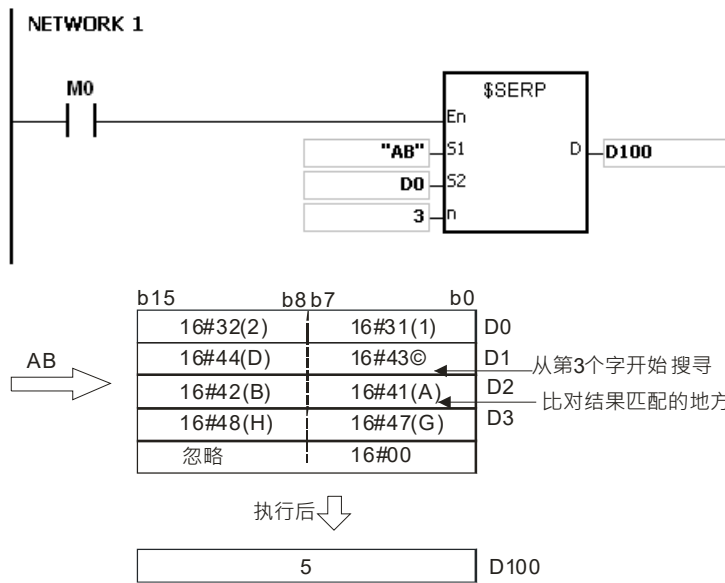 NETWORK 1
M0
$SERP
En
"AB" S1 D D100
D0 S2
3 n
b15 b8 b7 b0
16#32(2) 16#31(1) D0
AB 16#44(D) 16#43© D1 从第3个字开始搜寻
16#42(B) 16#41(A) D2 比对结果匹配的地方
16#48(H) 16#47(G) D3
忽略 16#00
执行后
5 D100